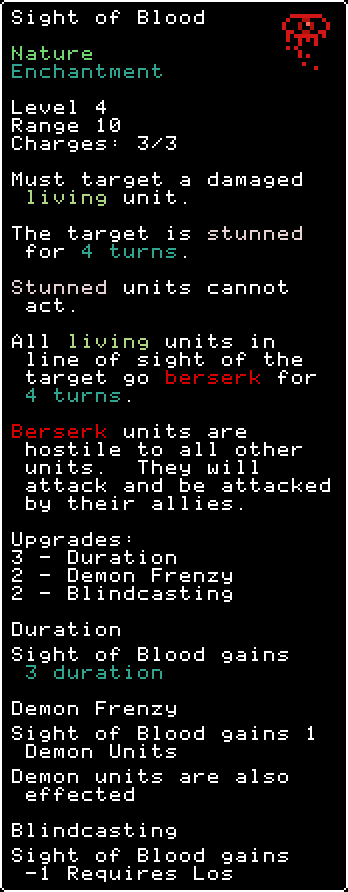 Sight of Blood
Nature
Enchantment
Level 4
Range 10
Charges: 3/3
Must target a damaged
living unit.
The target is stunned
for 4 turns.
Stunned units cannot
act.
All living units in
line of sight of the
target go berserk for
4 turns.
Berserk units are
hostile to all other
units.  They will
attack and be attacked
by their allies.
Upgrades:
3 - Duration
2 - Demon Frenzy
2 - Blindcasting
Duration
Sight of Blood gains
3 duration
Demon Frenzy
Sight of Blood gains 1
Demon Units
Demon units are also
effected
Blindcasting
Sight of Blood gains
-1 Requires Los